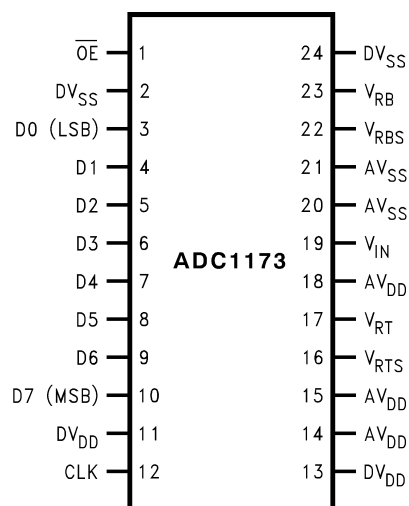 OE 1 24 DVSS
DVSS 2 23 VRB
D0 (LSB) 3 22 VRBS
D1 4 21 AVSS
D2 5 20 AVSS
D3 6 19 VIN
ADC1173
D4 7 18 AVDD
D5 8 17 VRT
D6 9 16 VRTS
D7 (MSB) 10 15 AVDD
DVDD 11 14 AVDD
CLK 12 13 DVDD